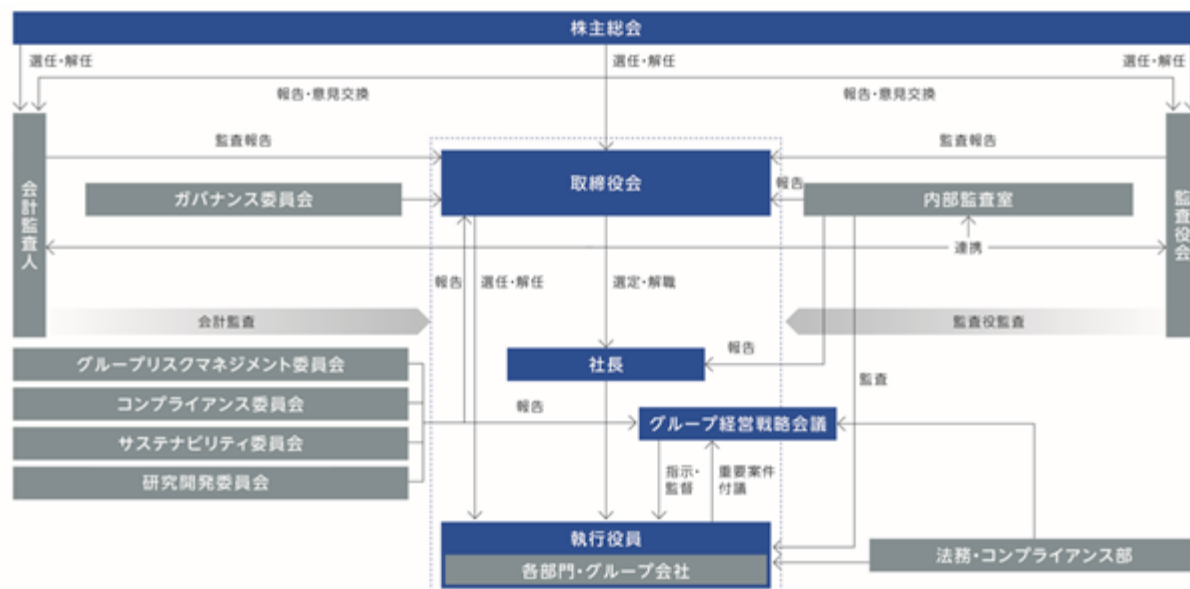 株主総会
選任・解任
選任・解任
選任・解任
報告・意見交換
報告・意見交換
会計監査人
監査報告
取締役会
監査報告
監査役会
ガバナンス委員会
報告
内部監査室
連携
報告
選任・解任
選定・解職
会計監査
監査役監査
グループリスクマネジメント委員会
社長
報告
監査
コンプライアンス委員会
報告
グループ経営戦略会議
サステナビリティ委員会
研究開発委員会
指示・
監督
重要案件
付議
執行役員
各部門・グループ会社
法務・コンプライアンス部